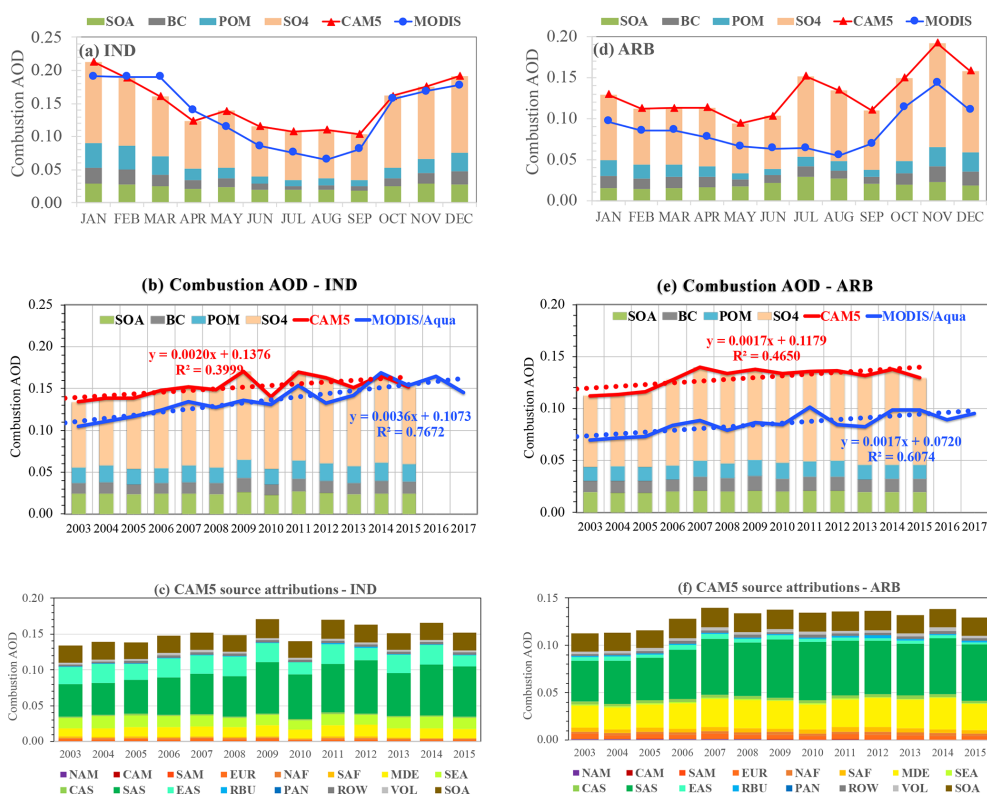 SOA BC POM SO4 CAM5 MODIS
(a) IND
Combustion AOD
0.25
0.20
0.15
0.10
0.05
0.00
JAN FEB MAR APR MAY JUN JUL AUG SEP OCT NOV DEC
SOA BC POM SO4 CAM5 MODIS
(d) ARB
Combustion AOD
0.20
0.15
0.10
0.05
0.00
JAN FEB MAR APR MAY JUN JUL AUG SEP OCT NOV DEC
(b) Combustion AOD - IND
Combustion AOD
0.25
0.20
0.15
0.10
0.05
0.00
SOA BC POM SO4 CAM5 MODIS/Aqua
y = 0.0020x + 0.1376
R² = 0.3999
y = 0.0036x + 0.1073
R² = 0.7672
2003 2004 2005 2006 2007 2008 2009 2010 2011 2012 2013 2014 2015 2016 2017
(e) Combustion AOD - ARB
Combustion AOD
0.20
0.15
0.10
0.05
0.00
SOA BC POM SO4 CAM5 MODIS/Aqua
y = 0.0017x + 0.1179
R² = 0.4650
y = 0.0017x + 0.0720
R² = 0.6074
2003 2004 2005 2006 2007 2008 2009 2010 2011 2012 2013 2014 2015 2016 2017
(c) CAM5 source attributions - IND
Combustion AOD
0.20
0.15
0.10
0.05
0.00
2003 2004 2005 2006 2007 2008 2009 2010 2011 2012 2013 2014 2015
NAM CAM SAM EUR NAF SAF MDE SEA
CAS SAS EAS RBU PAN ROW VOL SOA
(f) CAM5 source attributions - ARB
Combustion AOD
0.15
0.10
0.05
0.00
2003 2004 2005 2006 2007 2008 2009 2010 2011 2012 2013 2014 2015
NAM CAM SAM EUR NAF SAF MDE SEA
CAS SAS EAS RBU PAN ROW VOL SOA